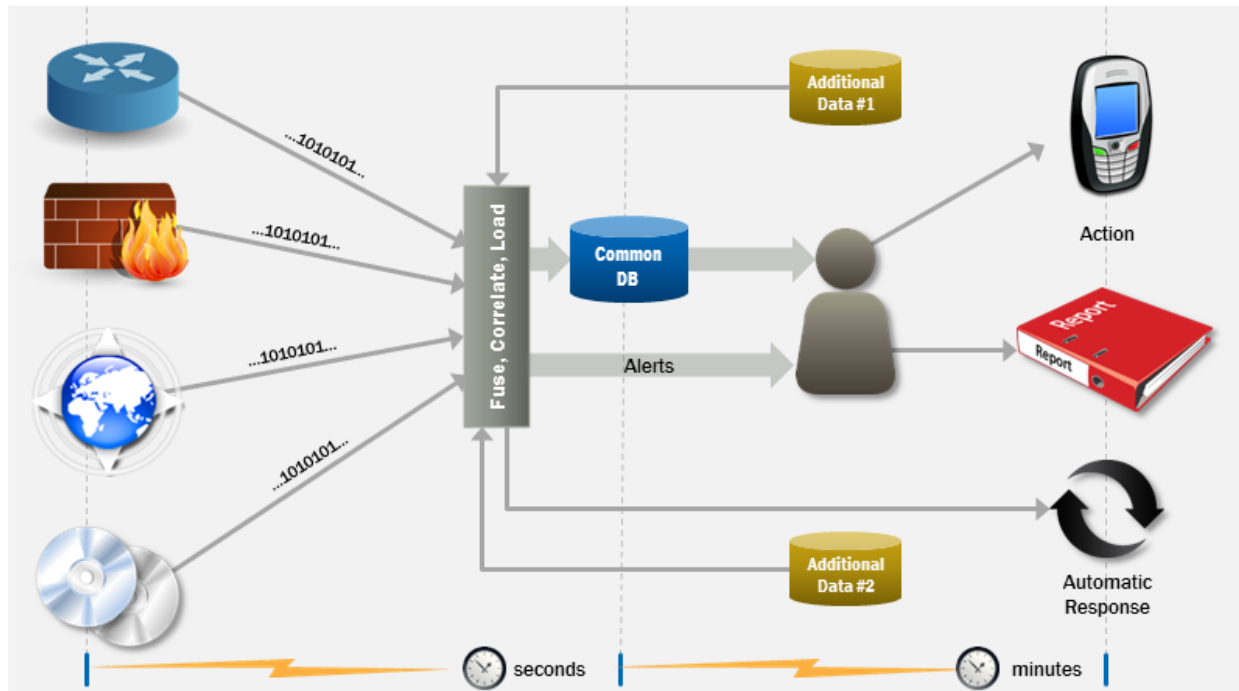 ...1010101...
...1010101...
...1010101...
...1010101...
Fuse, Correlate, Load
Additional
Data #1
Common
DB
Alerts
Additional
Data #2
Action
Report
Report
Automatic
Response
seconds
minutes